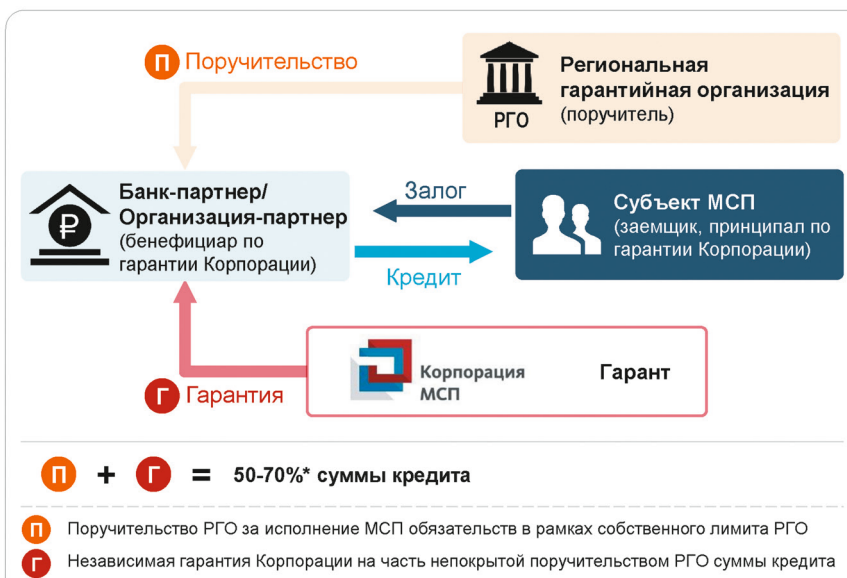 П Поручительство
РГО
Региональная
гарантийная организация
(поручитель)
₽
Банк-партнер/
Организация-партнер
(бенефициар по
гарантии Корпорации)
Залог
Кредит
Субъект МСП
(заемщик, принципал по
гарантии Корпорации)
Г Гарантия
Корпорация
МСП
Гарант
П + Г = 50-70%* суммы кредита
П Поручительство РГО за исполнение МСП обязательств в рамках собственного лимита РГО
Г Независимая гарантия Корпорации на часть непокрытой поручительством РГО суммы кредита